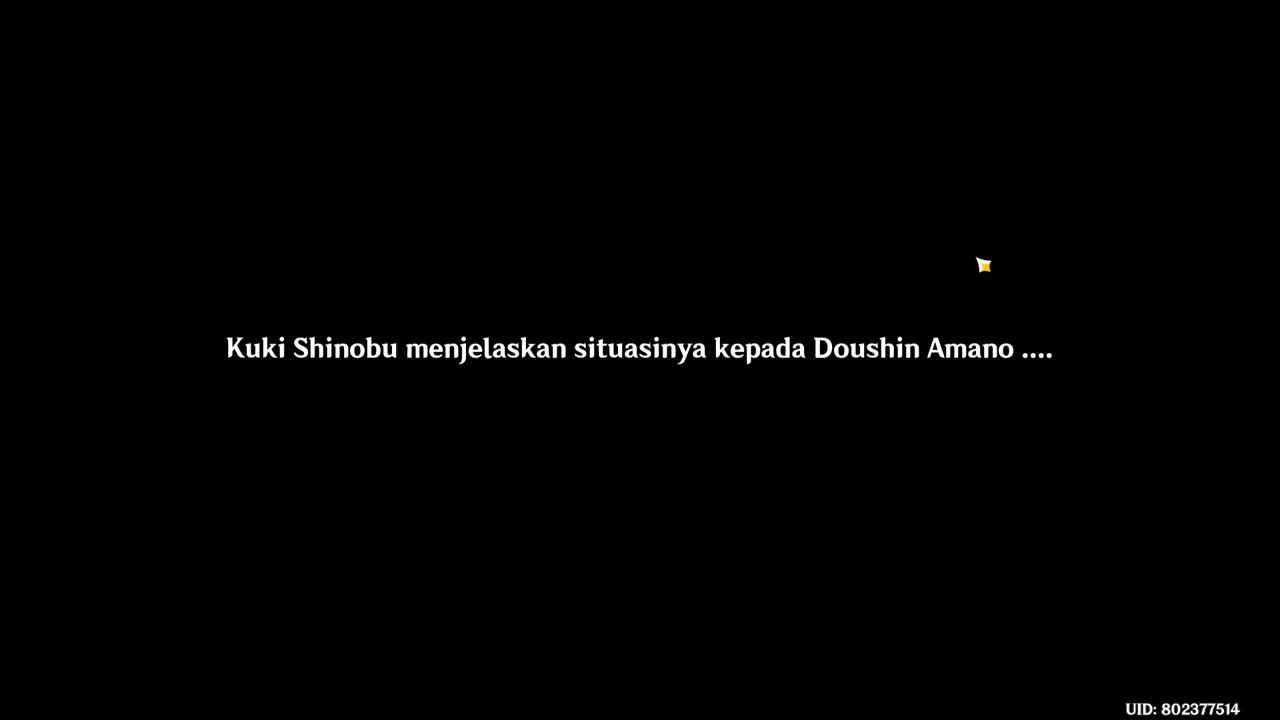 Kuki Shinobu menjelaskan situasinya kepada Doushin Amano ....
UID: 802377514